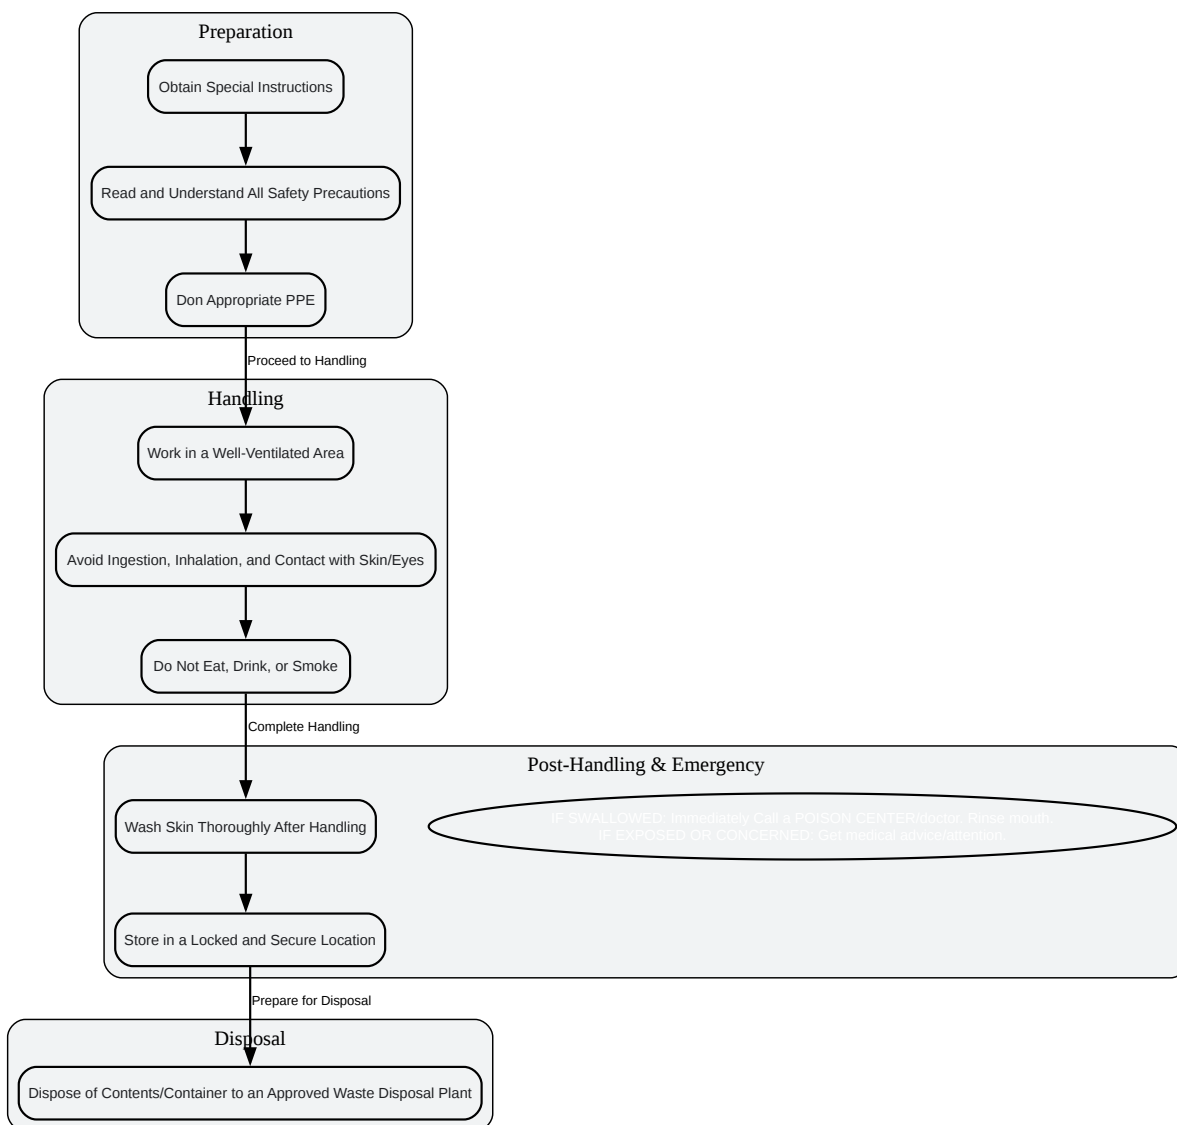 Preparation
Obtain Special Instructions
Read and Understand All Safety Precautions
Don Appropriate PPE
Proceed to Handling
Handling
Work in a Well-Ventilated Area
Avoid Ingestion, Inhalation, and Contact with Skin/Eyes
Do Not Eat, Drink, or Smoke
Complete Handling
Post-Handling & Emergency
Wash Skin Thoroughly After Handling
IF SWALLOWED: Immediately Call a POISON CENTER/doctor. Rinse mouth.
IF EXPOSED OR CONCERNED: Get medical advice/attention.
Store in a Locked and Secure Location
Prepare for Disposal
Disposal
Dispose of Contents/Container to an Approved Waste Disposal Plant